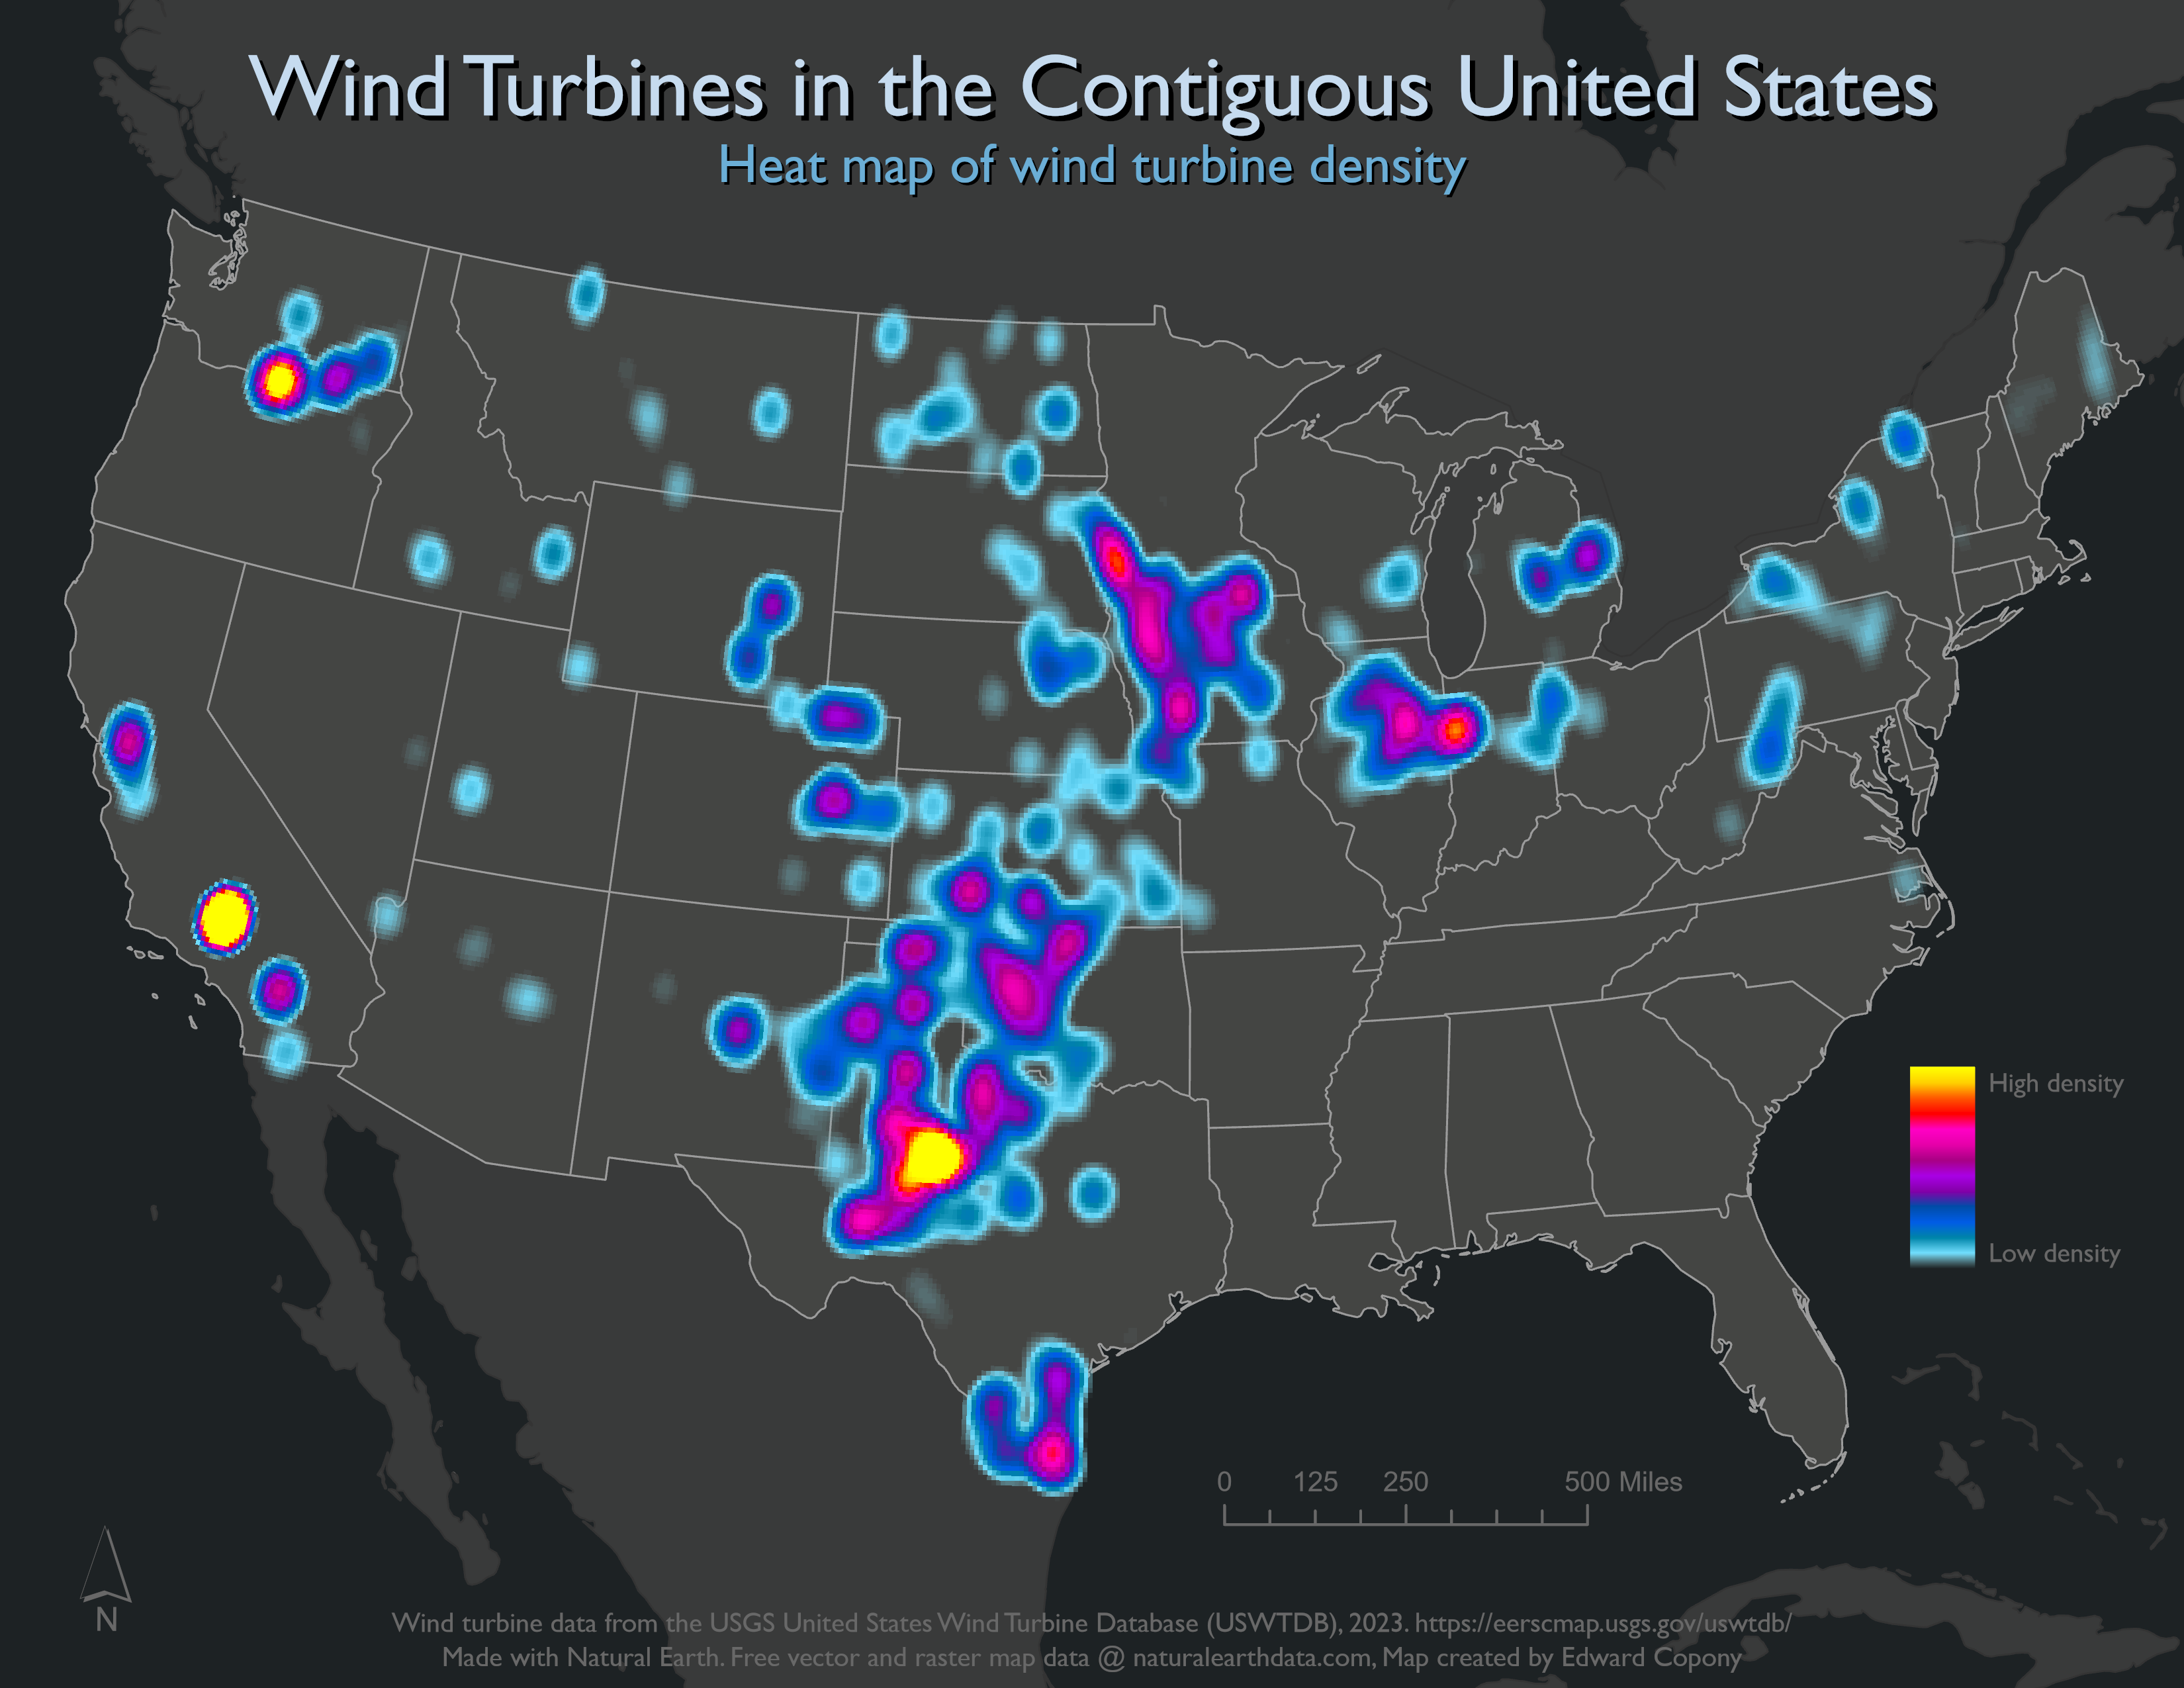 Wind Turbines in the Contiguous United States
Heat map of wind turbine density
High density
Low density
0 125 250 500 Miles
N
Wind turbine data from the USGS United States Wind Turbine Database (USWTDB), 2023. https://eerscmap.usgs.gov/uswtdb/
Made with Natural Earth. Free vector and raster map data @ naturalearthdata.com, Map created by Edward Copony